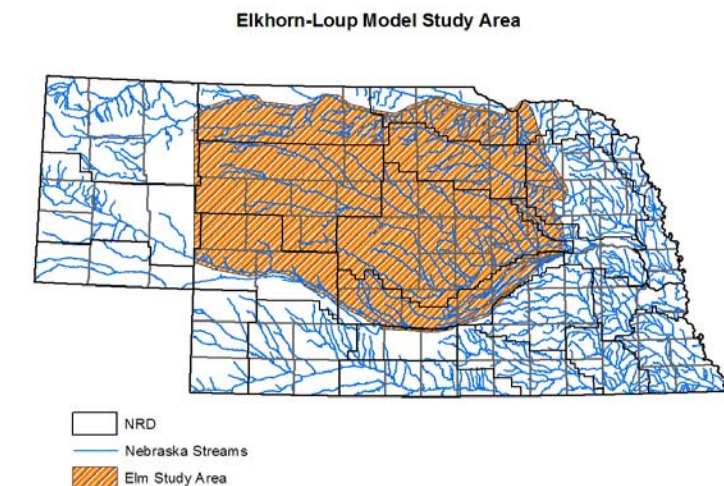 Elkhorn-Loup Model Study Area
NRD
Nebraska Streams
Elm Study Area